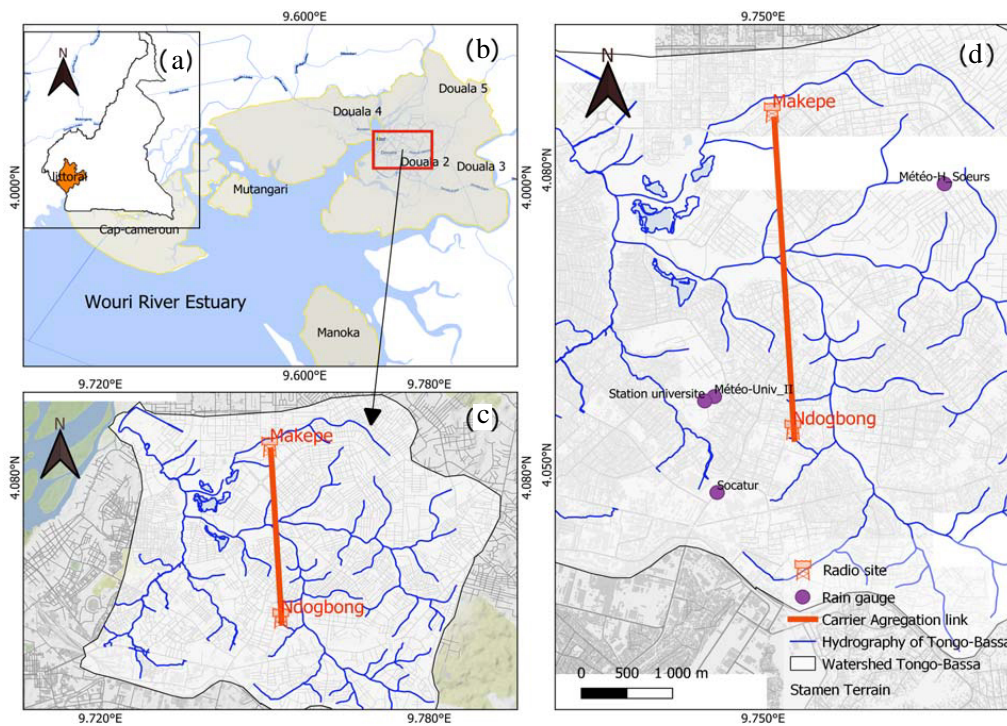 9.600°E
(a)
N
littoral
(b)
N
Douala 5
Douala 4
Douala 2
Douala 3
4.000°N
4.000°N
Mutangari
Cap-cameroun
Wouri River Estuary
Manoka
9.720°E
9.600°E
9.780°E
(c)
N
Makepe
4.080°N
4.080°N
Ndogbong
9.720°E
9.780°E
9.750°E
(d)
N
Makepe
4.080°N
Météo-H_Soeurs
Station universite
Météo-Univ_II
Ndogbong
4.050°N
Socatur
Radio site
Rain gauge
Carrier Agregation link
Hydrography of Tongo-Bassa
Watershed Tongo-Bassa
0 500 1 000 m
Stamen Terrain
9.750°E